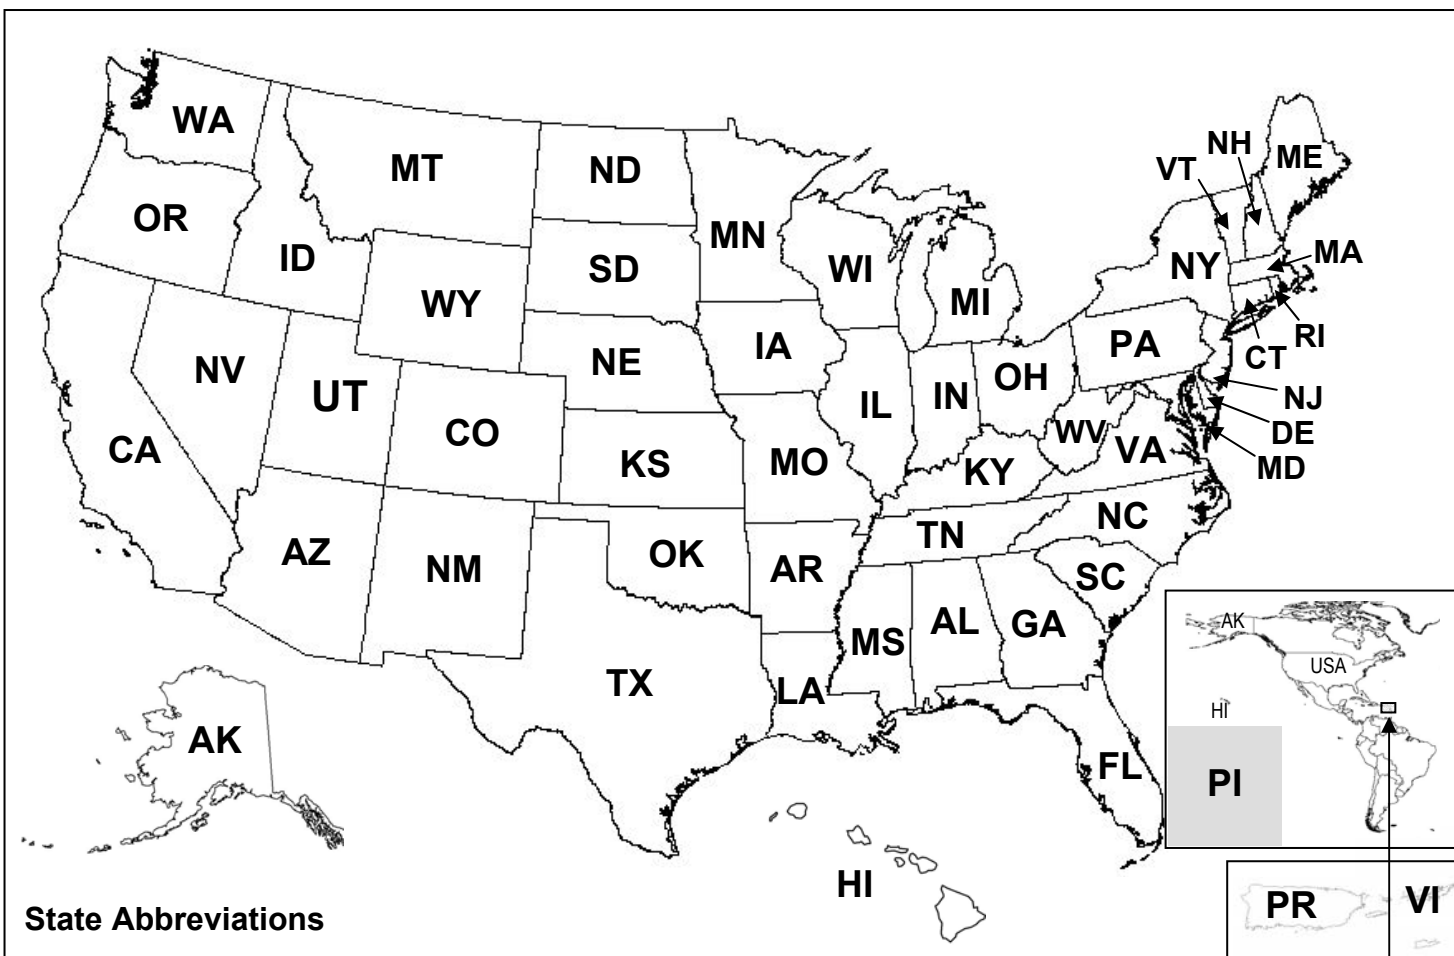 WA
MT
ND
MN
VT
NH
ME
OR
ID
SD
WI
MI
NY
MA
WY
NV
UT
NE
IA
IL
IN
OH
PA
CT
RI
NJ
CA
CO
KS
MO
KY
WV
VA
DE
MD
AZ
NM
OK
AR
TN
NC
SC
MS
AL
GA
TX
LA
FL
AK
HI
AK
USA
HI
PI
PR
VI
State Abbreviations